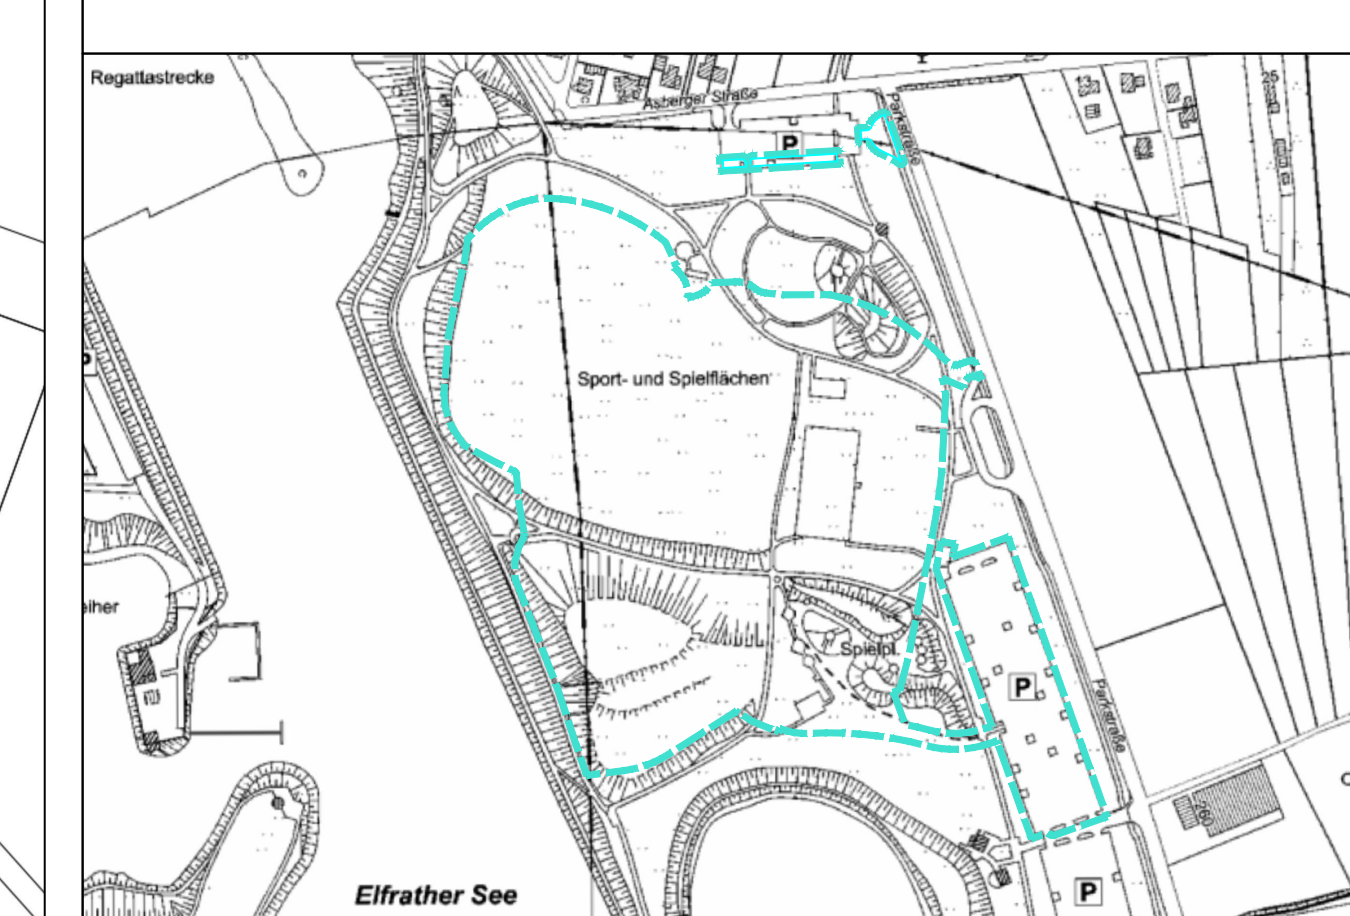 Regattastrecke
Asberger Straße
Parkstraße
13
25
P
P
Sport- und Spielflächen
eiher
Spielpl.
P
Parkstraße
260
Elfrather See
P